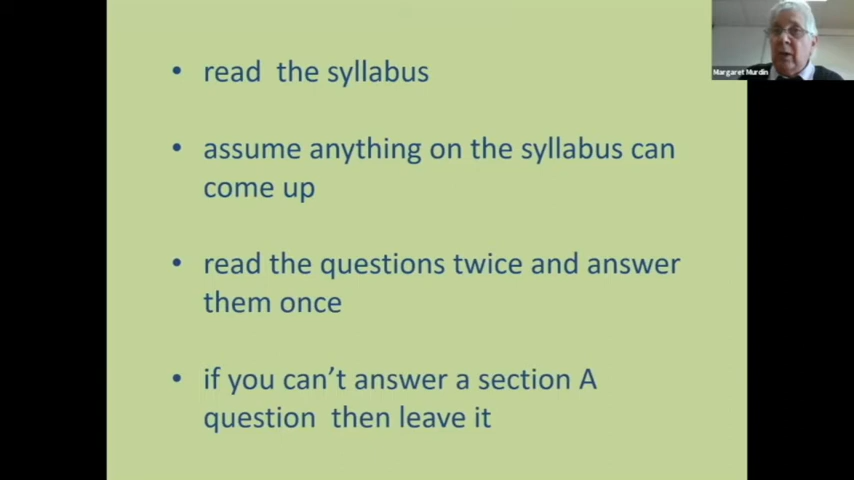 • read the syllabus
• assume anything on the syllabus can
come up
• read the questions twice and answer
them once
• if you can't answer a section A
question then leave it
Margaret Murdin